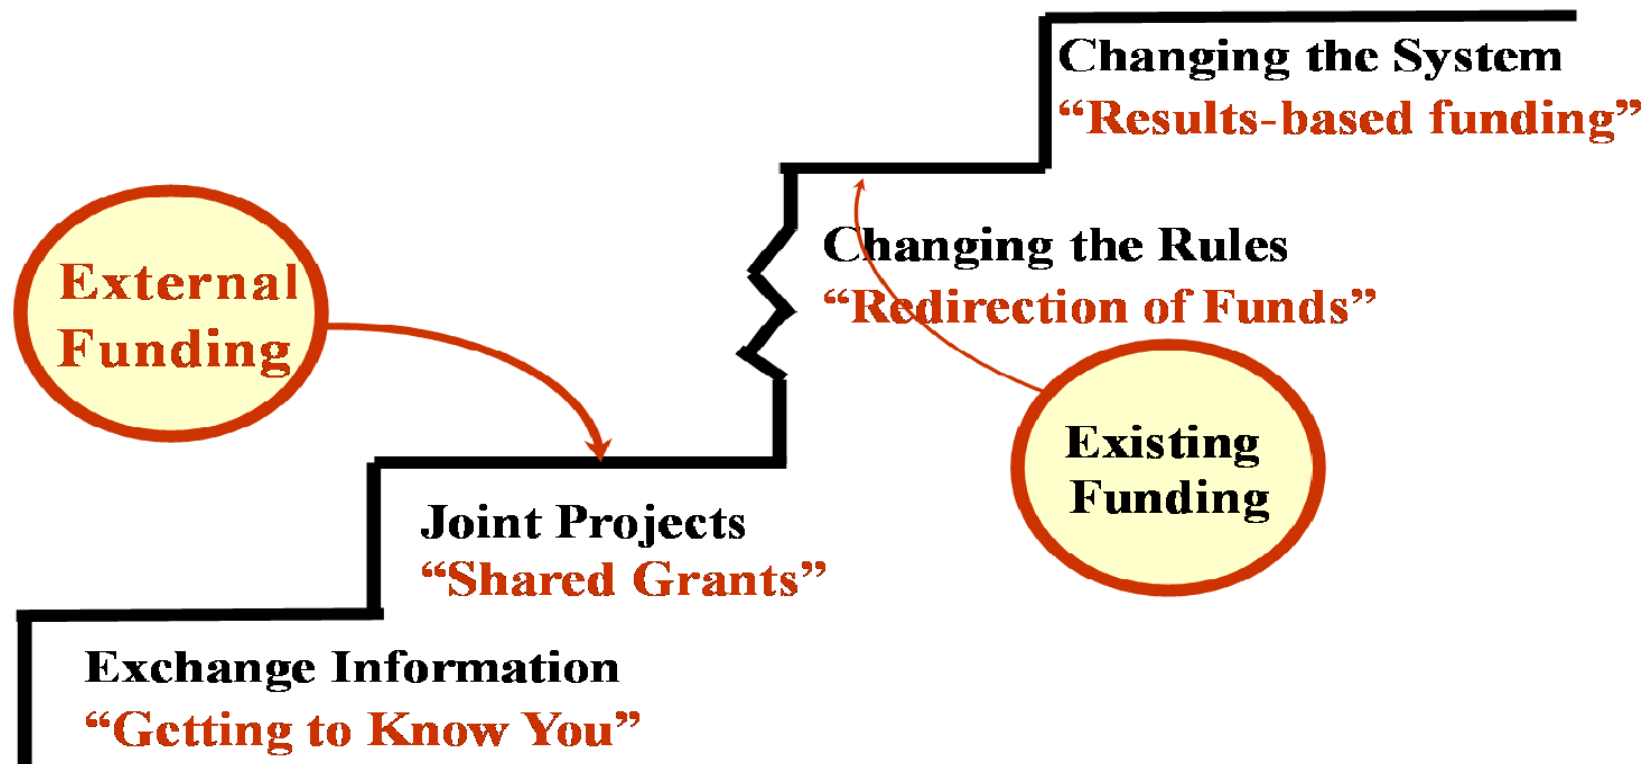 Changing the System
“Results-based funding”
Changing the Rules
“Redirection of Funds”
External
Funding
Existing
Funding
Joint Projects
“Shared Grants”
Exchange Information
“Getting to Know You”